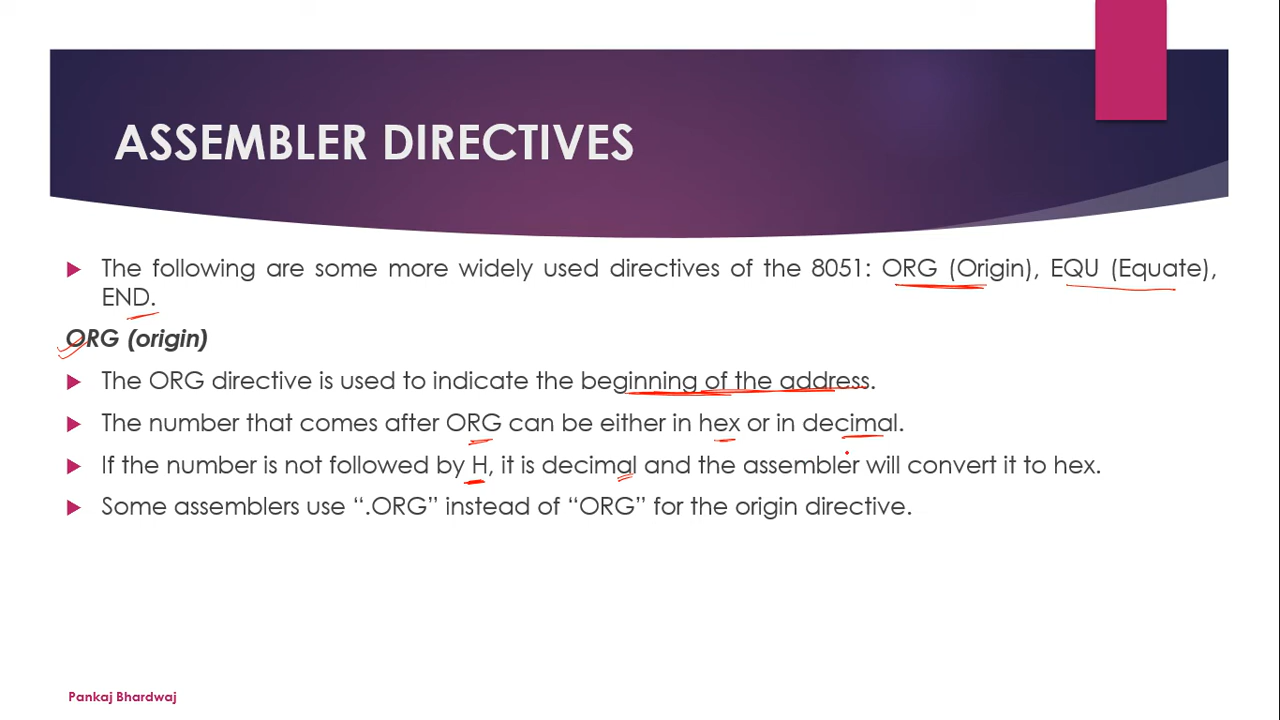 ASSEMBLER DIRECTIVES
The following are some more widely used directives of the 8051: ORG (Origin), EQU (Equate),
END.
ORG (origin)
The ORG directive is used to indicate the beginning of the address.
The number that comes after ORG can be either in hex or in decimal.
If the number is not followed by H, it is decimal and the assembler will convert it to hex.
Some assemblers use “.ORG” instead of “ORG” for the origin directive.
Pankaj Bhardwaj